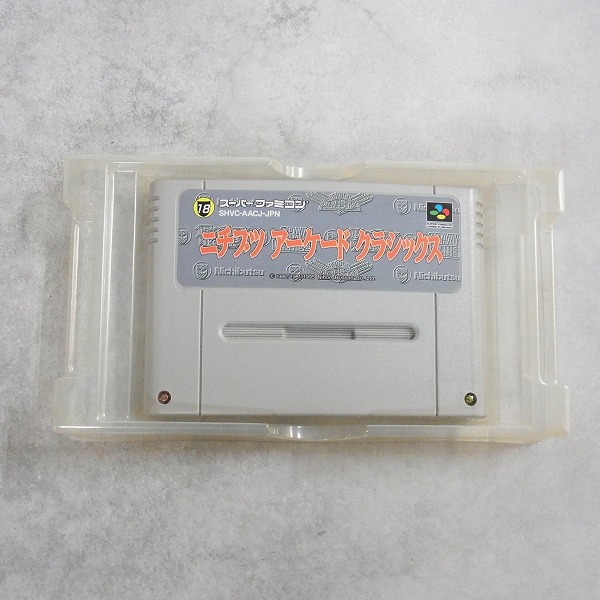 18 「スーパーファミコン」
SHVC-AACJ-JPN
ニチブツ アーケード クラシックス
Nichibutsu
Nichibutsu